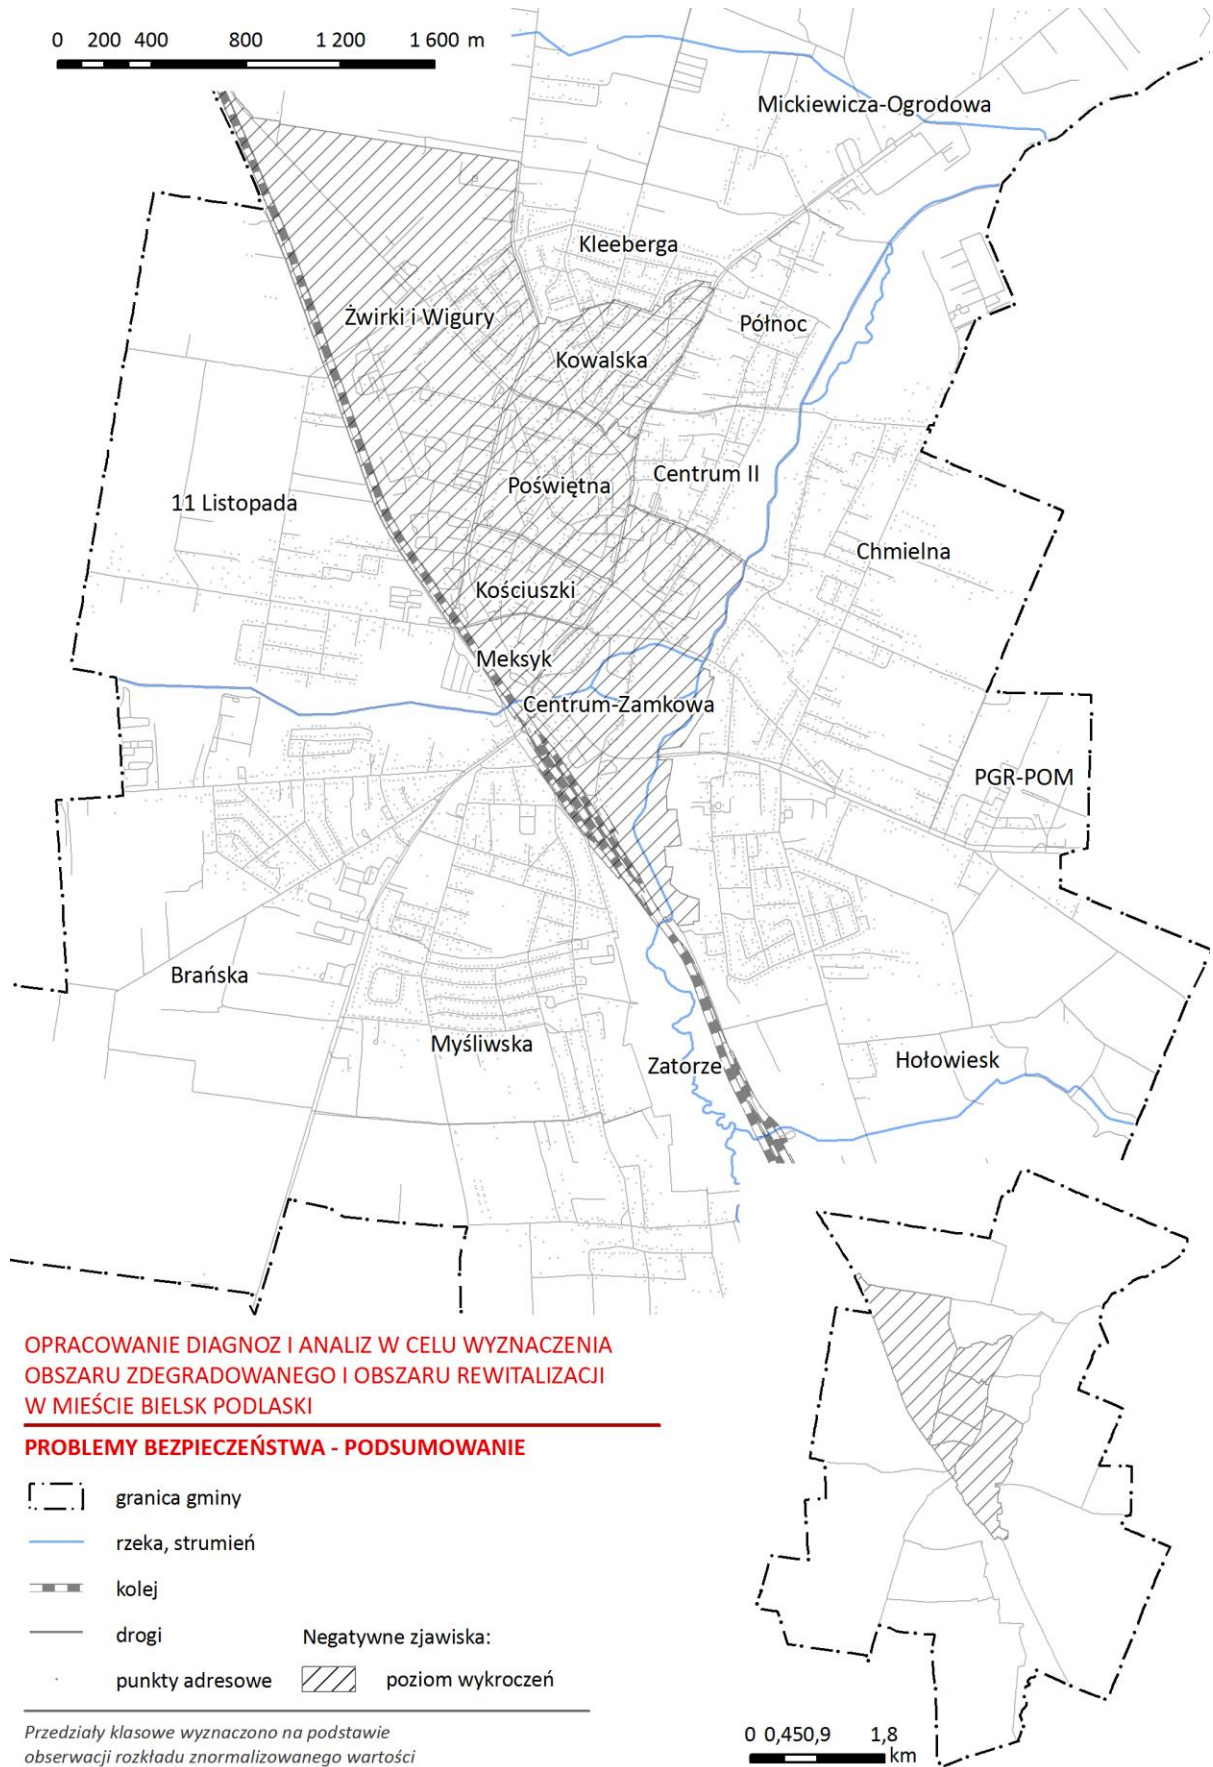 0 200 400 800 1 200 1 600 m
Mickiewicza-Ogrodowa
Kleeberga
Żwirki i Wigury
Północ
Kowalska
Centrum II
Poświętna
11 Listopada
Chmielna
Kościuszki
Meksyk
Centrum-Zamkowa
PGR-POM
Brańska
Myśliwska
Zatorze
Hołowiesk
OPRACOWANIE DIAGNOZ I ANALIZ W CELU WYZNACZENIA
OBSZARU ZDEGRADOWANEGO I OBSZARU REWITALIZACJI
W MIEŚCIE BIELSK PODLASKI
PROBLEMY BEZPIECZEŃSTWA - PODSUMOWANIE
granica gminy
rzeka, strumień
kolej
drogi
punkty adresowe
Negatywne zjawiska:
poziom wykroczeń
Przedziały klasowe wyznaczono na podstawie
obserwacji rozkładu znormalizowanego wartości
0 0,450,9 1,8
km